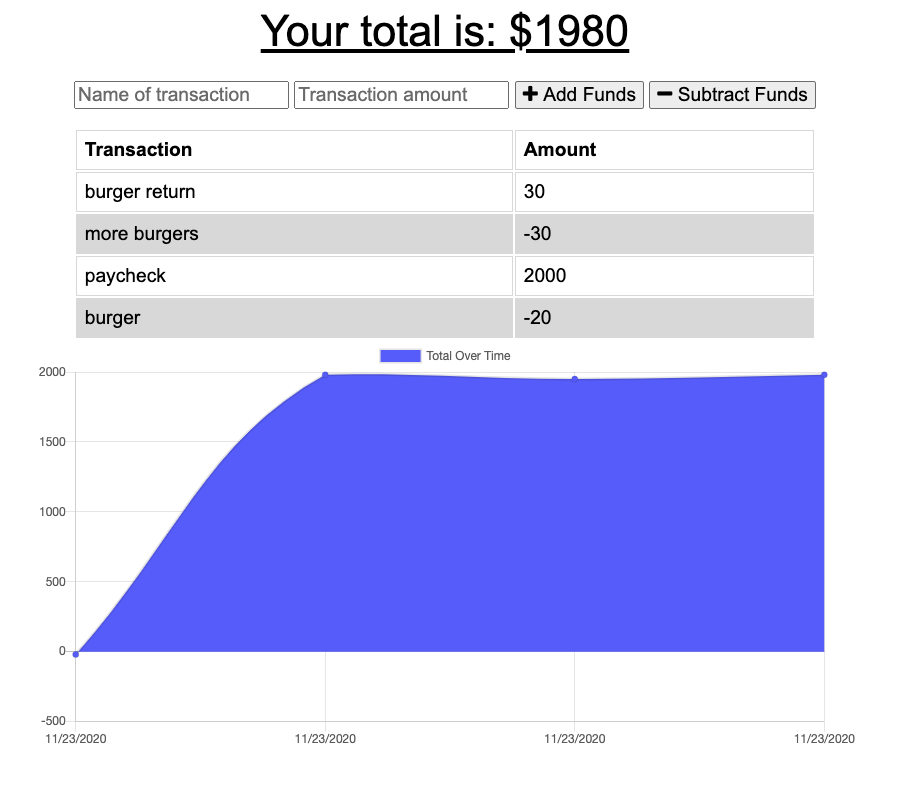 Your total is: $1980
Name of transaction Transaction amount + Add Funds − Subtract Funds
Transaction Amount
burger return 30
more burgers -30
paycheck 2000
burger -20
Total Over Time
2000
1500
1000
500
0
-500
11/23/2020 11/23/2020 11/23/2020 11/23/2020